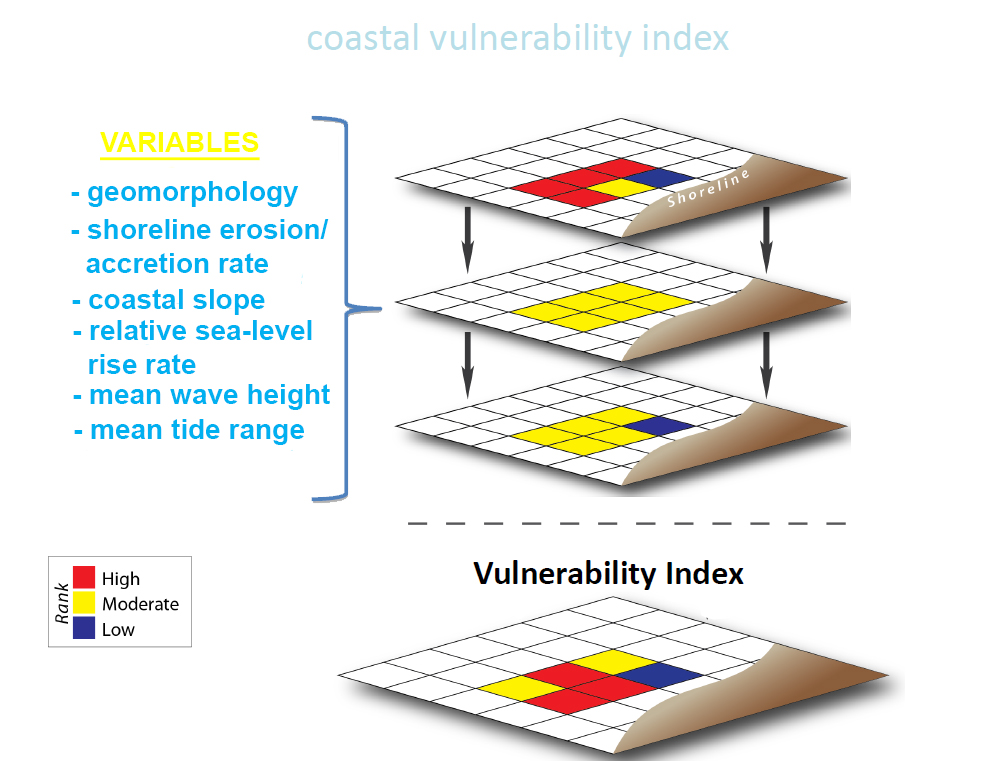 coastal vulnerability index
VARIABLES
- geomorphology
- shoreline erosion/
accretion rate
- coastal slope
- relative sea-level
rise rate
- mean wave height
- mean tide range
Shoreline
Vulnerability Index
Rank
High
Moderate
Low